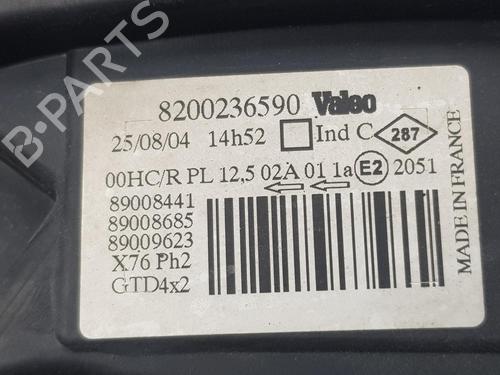 8200236590 Valeo
25/08/04 14h52 Ind C 287
00HC/R PL 12,5 02A 01 1a E2 2051
89008441
89008685
89009623
X76 Ph2
GTD4x2
MADE IN FRANCE
B-PARTS